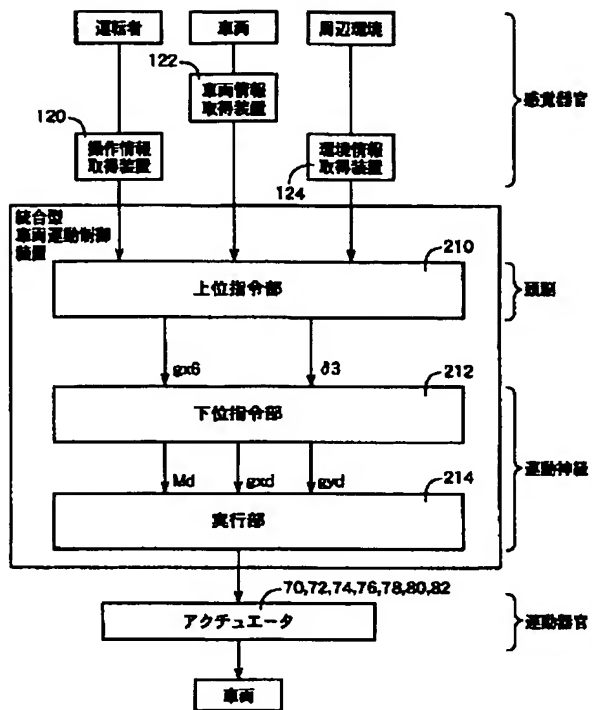 運転者
車両
周辺環境
122
車両情報
取得装置
120
操作情報
取得装置
環境情報
取得装置
124
感覚器官
統合型
車両運動制御
装置
210
上位指令部
頭脳
gx6
δ3
212
下位指令部
Md
gxd
gyd
214
実行部
運動神経
70,72,74,76,78,80,82
アクチュエータ
運動器官
車両